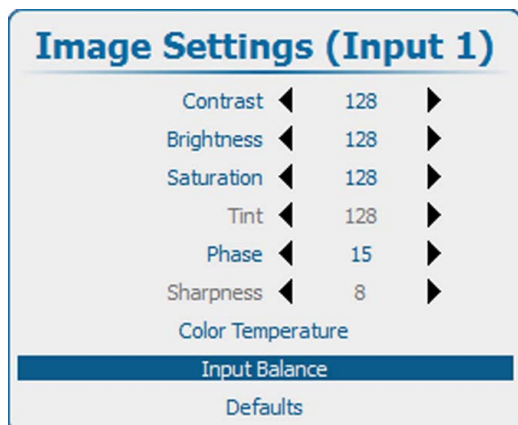 Image Settings (Input 1)
Contrast 128
Brightness 128
Saturation 128
Tint 128
Phase 15
Sharpness 8
Color Temperature
Input Balance
Defaults